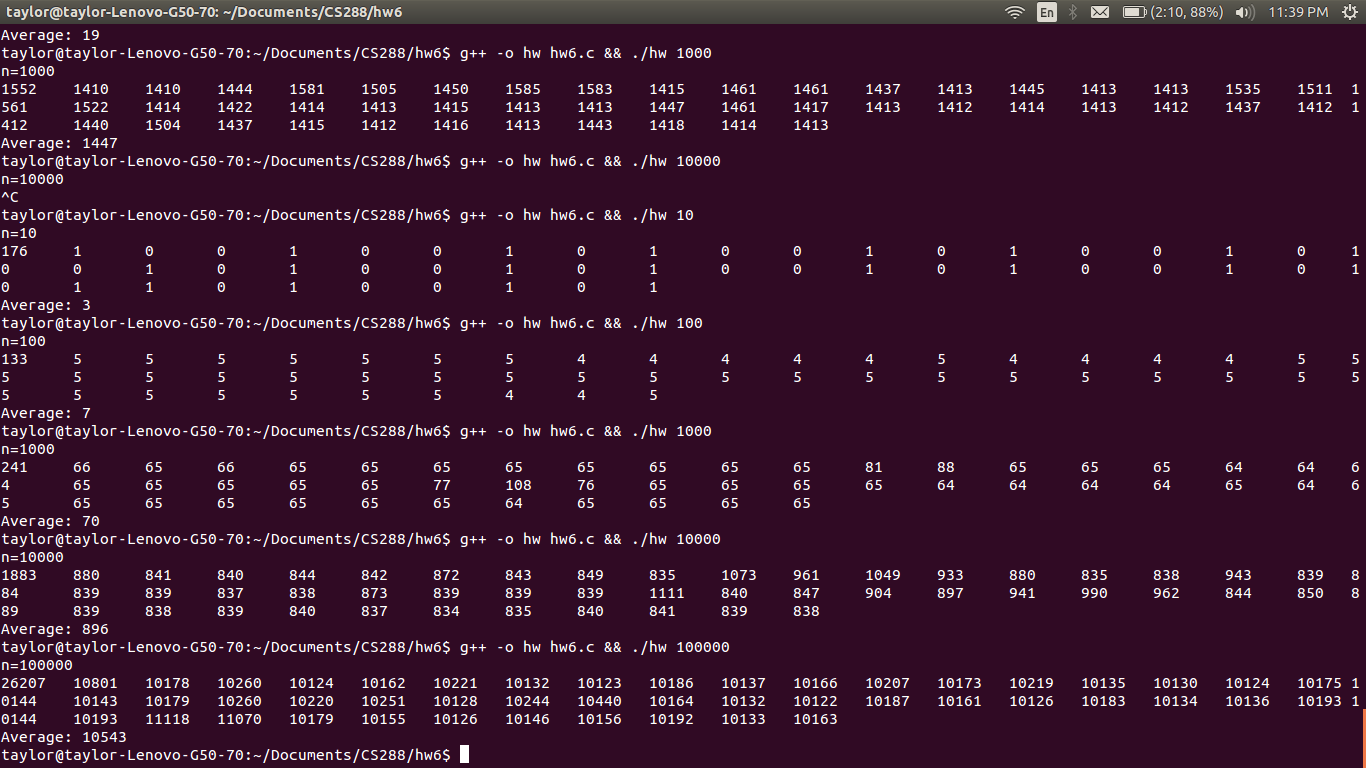 taylor@taylor-Lenovo-G50-70: ~/Documents/CS288/hw6 En (2:10, 88%) 11:39 PM
Average: 19
taylor@taylor-Lenovo-G50-70:~/Documents/CS288/hw6$ g++ -o hw hw6.c && ./hw 1000
n=1000
1552 1410 1410 1444 1581 1505 1450 1585 1583 1415 1461 1461 1437 1413 1445 1413 1413 1535 1511 1
561 1522 1414 1422 1414 1413 1415 1413 1413 1447 1461 1417 1413 1412 1414 1413 1412 1437 1412 1
412 1440 1504 1437 1415 1412 1416 1413 1443 1418 1414 1413
Average: 1447
taylor@taylor-Lenovo-G50-70:~/Documents/CS288/hw6$ g++ -o hw hw6.c && ./hw 10000
n=10000
^C
taylor@taylor-Lenovo-G50-70:~/Documents/CS288/hw6$ g++ -o hw hw6.c && ./hw 10
n=10
176 1 0 0 1 0 0 1 0 1 0 0 1 0 1 0 0 1 0 1
0 0 1 0 1 0 0 1 0 1 0 0 1 0 1 0 0 1 0 1
0 1 1 0 1 0 0 1 0 1
Average: 3
taylor@taylor-Lenovo-G50-70:~/Documents/CS288/hw6$ g++ -o hw hw6.c && ./hw 100
n=100
133 5 5 5 5 5 5 5 4 4 4 4 4 5 4 4 4 4 5 5
5 5 5 5 5 5 5 5 5 5 5 5 5 5 5 5 5 5 5 5
5 5 5 5 5 5 5 4 4 5
Average: 7
taylor@taylor-Lenovo-G50-70:~/Documents/CS288/hw6$ g++ -o hw hw6.c && ./hw 1000
n=1000
241 66 65 66 65 65 65 65 65 65 65 65 81 88 65 65 65 64 64 6
4 65 65 65 65 77 108 76 65 65 65 65 65 64 64 64 64 65 64 6
5 65 65 65 65 65 65 64 65 65 65 65
Average: 70
taylor@taylor-Lenovo-G50-70:~/Documents/CS288/hw6$ g++ -o hw hw6.c && ./hw 10000
n=10000
1883 880 841 840 844 842 872 843 849 835 1073 961 1049 933 880 835 838 943 839 8
84 839 839 837 838 873 839 839 839 1111 840 847 904 897 941 990 962 844 850 8
89 839 838 839 840 837 834 835 840 841 839 838
Average: 896
taylor@taylor-Lenovo-G50-70:~/Documents/CS288/hw6$ g++ -o hw hw6.c && ./hw 100000
n=100000
26207 10801 10178 10260 10124 10162 10221 10132 10123 10186 10137 10166 10207 10173 10219 10135 10130 10124 10175 1
0144 10143 10179 10260 10220 10251 10128 10244 10440 10164 10132 10122 10187 10161 10126 10183 10134 10136 10193 1
0144 10193 11118 11070 10179 10155 10126 10146 10156 10192 10133 10163
Average: 10543
taylor@taylor-Lenovo-G50-70:~/Documents/CS288/hw6$